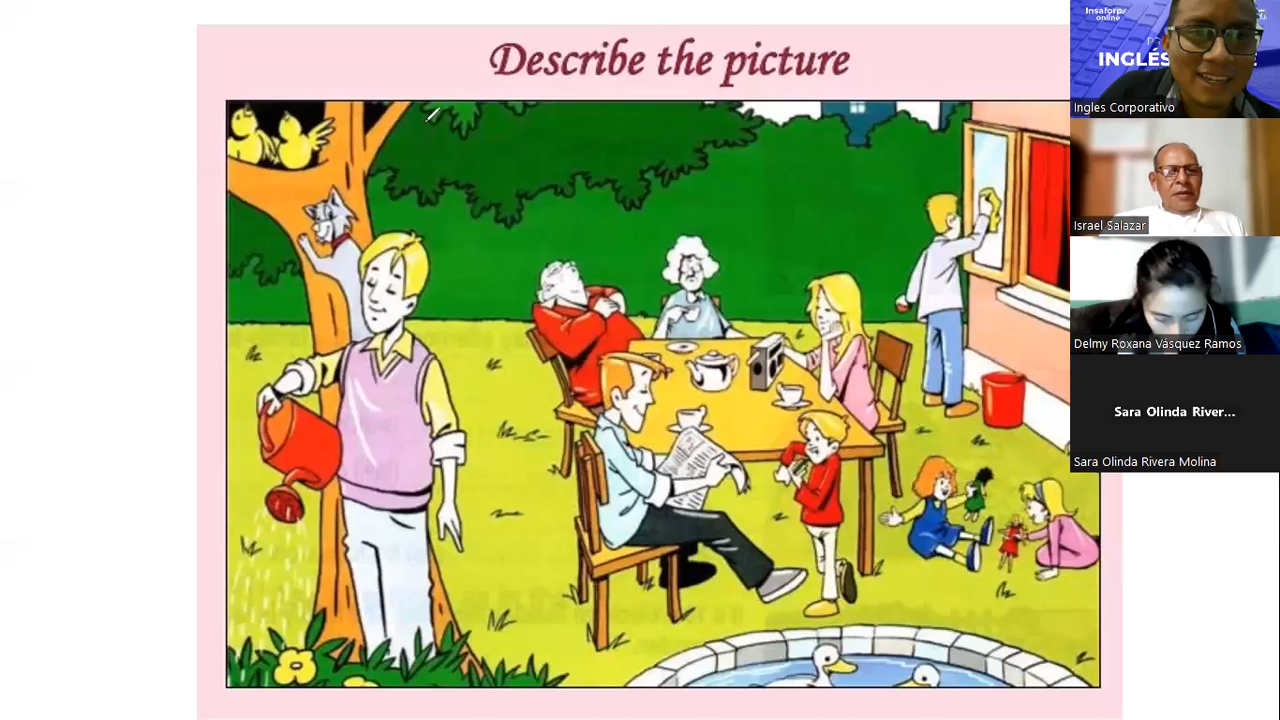 Describe the picture
Insaforp
online
INGLÉS
Ingles Corporativo
Israel Salazar
Delmy Roxana Vásquez Ramos
Sara Olinda River...
Sara Olinda Rivera Molina